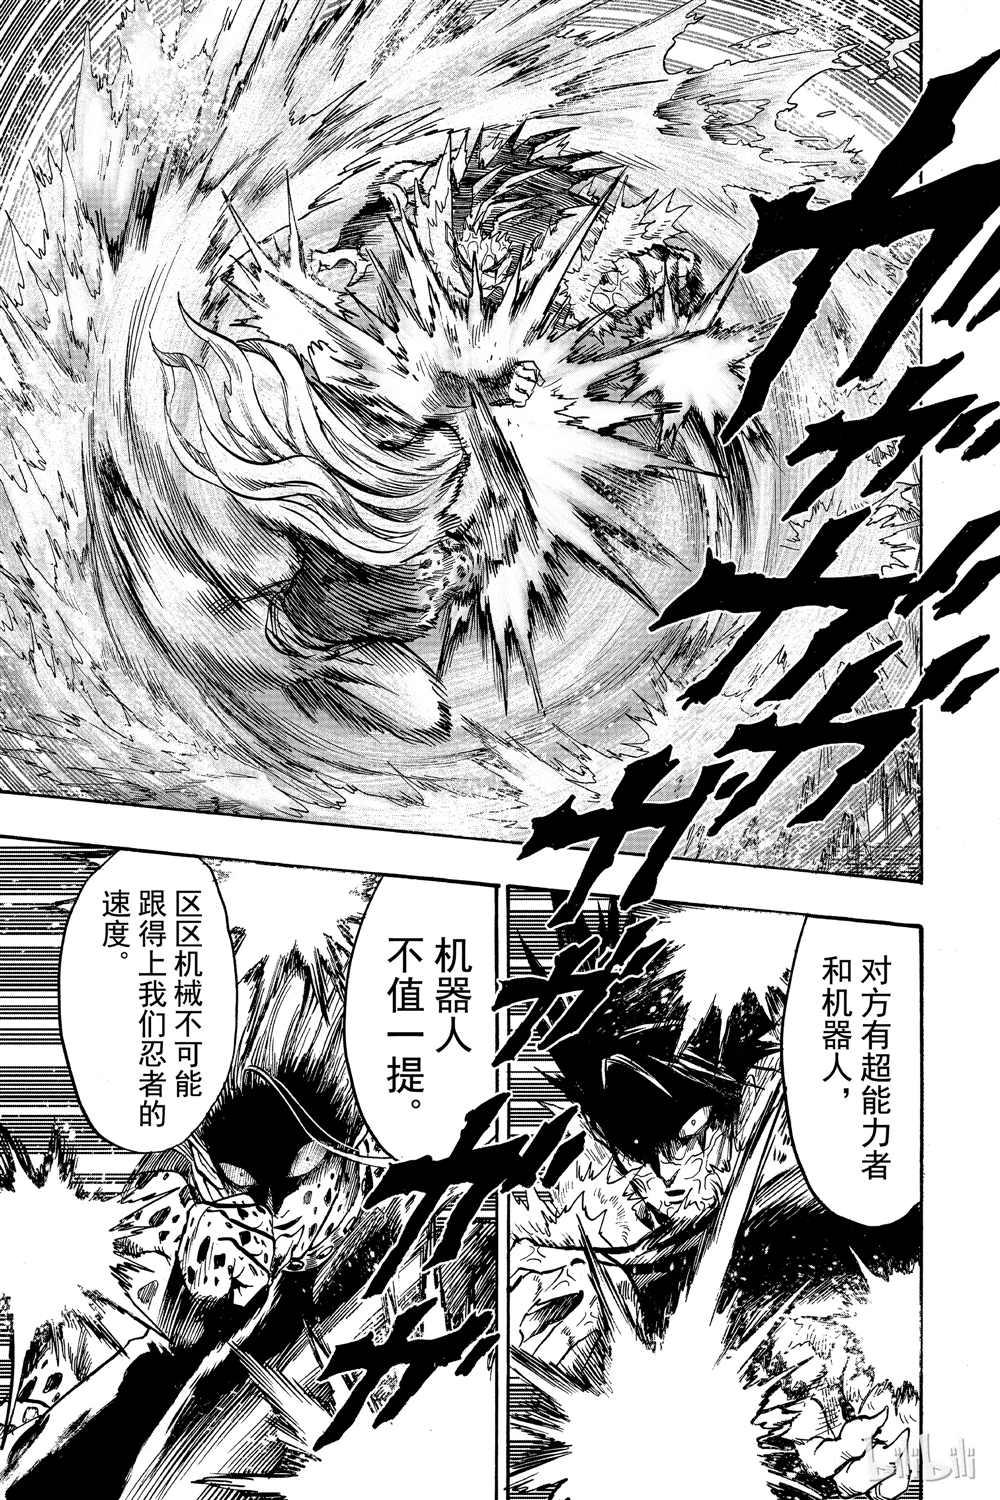 ガガガガガガ
对方有超能力者
和机器人，
机器人
不值一提。
区区机械不可能
跟得上我们忍者的
速度。
ガガガ
bilibili